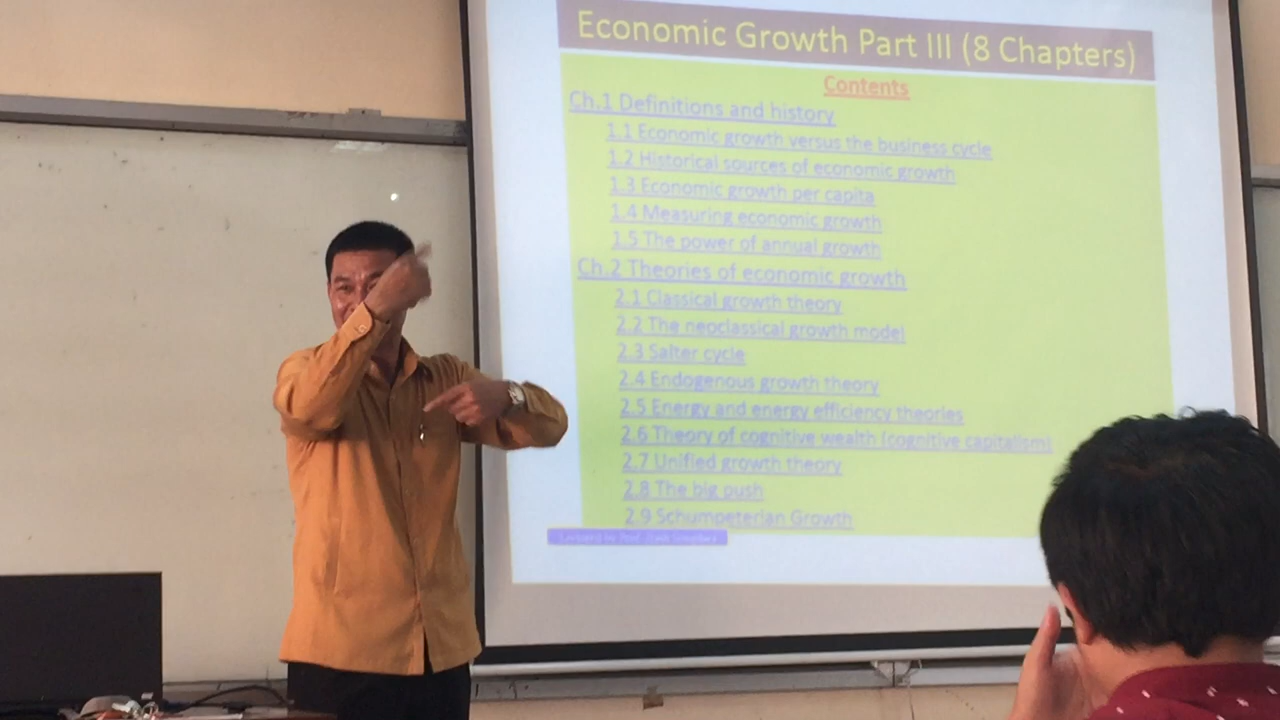 Economic Growth Part III (8 Chapters)
Contents
Ch.1 Definitions and history
1.1 Economic growth versus the business cycle
1.2 Historical sources of economic growth
1.3 Economic growth per capita
1.4 Measuring economic growth
1.5 The power of annual growth
Ch.2 Theories of economic growth
2.1 Classical growth theory
2.2 The neoclassical growth model
2.3 Salter cycle
2.4 Endogenous growth theory
2.5 Energy and energy efficiency theories
2.6 Theory of cognitive wealth (cognitive capitalism)
2.7 Unified growth theory
2.8 The big push
2.9 Schumpeterian Growth